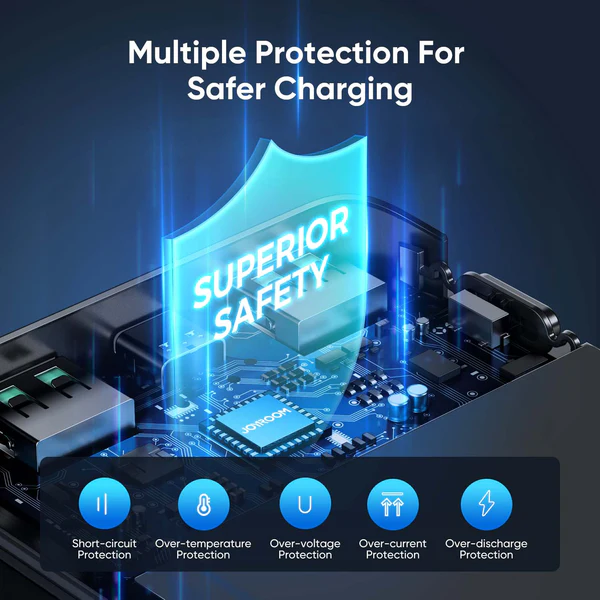 Multiple Protection For
Safer Charging
SUPERIOR
SAFETY
JOYROOM
Short-circuit
Protection
Over-temperature
Protection
Over-voltage
Protection
Over-current
Protection
Over-discharge
Protection